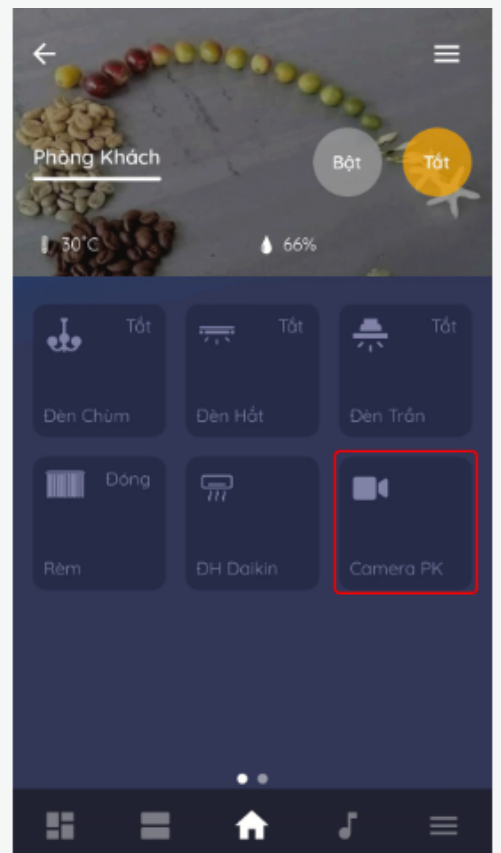 Phòng Khách
Bật
Tắt
30°C
66%
Tắt
Tắt
Tắt
Đèn Chùm
Đèn Hắt
Đèn Trần
Đóng
Rèm
ĐH Daikin
Camera PK